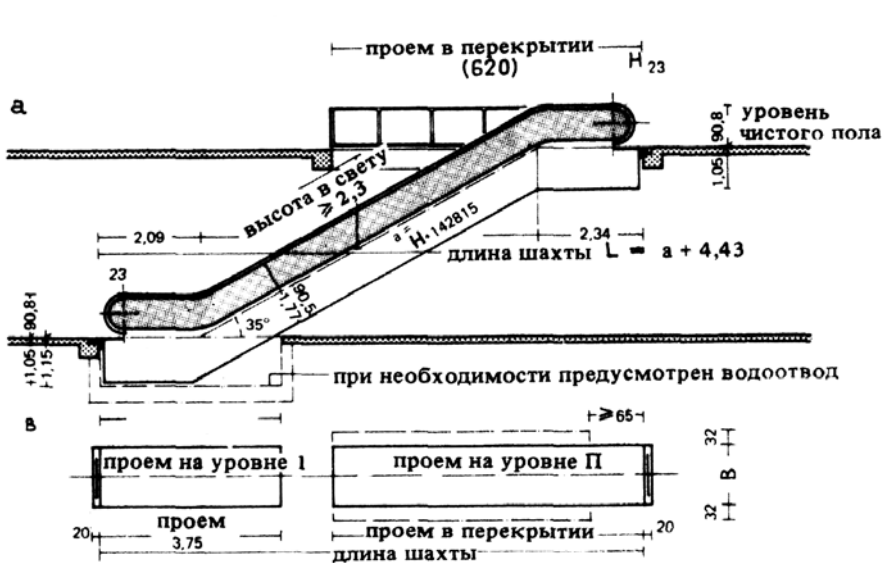 проем в перекрытии
(620)
H 23
а
уровень
чистого пола
90,8
1,05
высота в свету
≥ 2,3
a = H·142815
2,09
2,34
длина шахты L = a + 4,43
23
90,5
1,77
35°
90,8
1,05
1,15
при необходимости предусмотрен водоотвод
в
≥65
проем на уровне 1
проем на уровне П
32
B
32
20
проем
3,75
проем в перекрытии
20
длина шахты